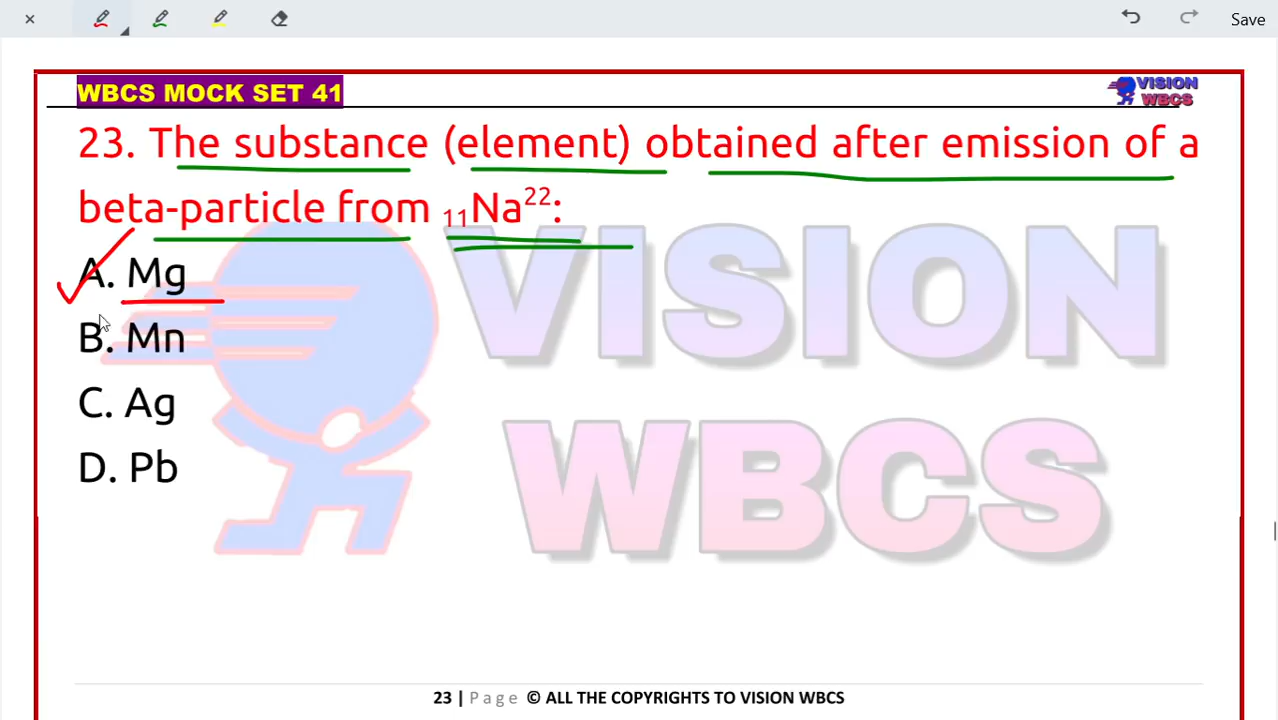 Save
WBCS MOCK SET 41
VISION
WBCS
23. The substance (element) obtained after emission of a
beta-particle from ₁₁Na²²:
A. Mg
B. Mn
C. Ag
D. Pb
VISION
WBCS
23 | Page © ALL THE COPYRIGHTS TO VISION WBCS